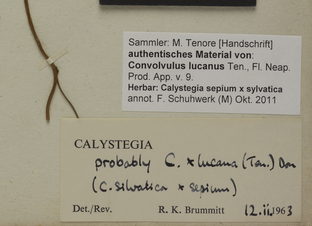 Sammler: M. Tenore [Handschrift]
authentisches Material von:
Convolvulus lucanus Ten., Fl. Neap.
Prod. App. v. 9.
Herbar: Calystegia sepium x sylvatica
annot. F. Schuhwerk (M) Okt. 2011
CALYSTEGIA
probably C. x lucana (Ten.) Don
(C. silvatica x sepium)
Det./Rev. R. K. Brummitt 12.ii.1963